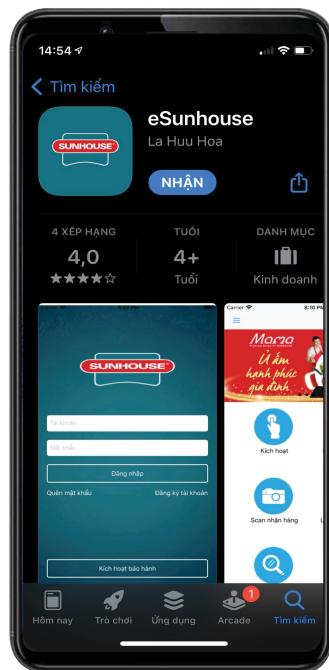 14:54
Tìm kiếm
SUNHOUSE
eSunhouse
La Huu Hoa
NHẬN
4 XẾP HẠNG
TUỔI
DANH MỤC
4,0
4+
Tuổi
Kinh doanh
SUNHOUSE
Tài khoản
Mật khẩu
Đăng nhập
Quên mật khẩu
Đăng ký tài khoản
Kích hoạt bảo hành
Carrier
8:10 PM
Mama
Ủ ấm
hạnh phúc
gia đình
Kích hoạt
Scan nhận hàng
Hôm nay
Trò chơi
Ứng dụng
Arcade
1
Tìm kiếm